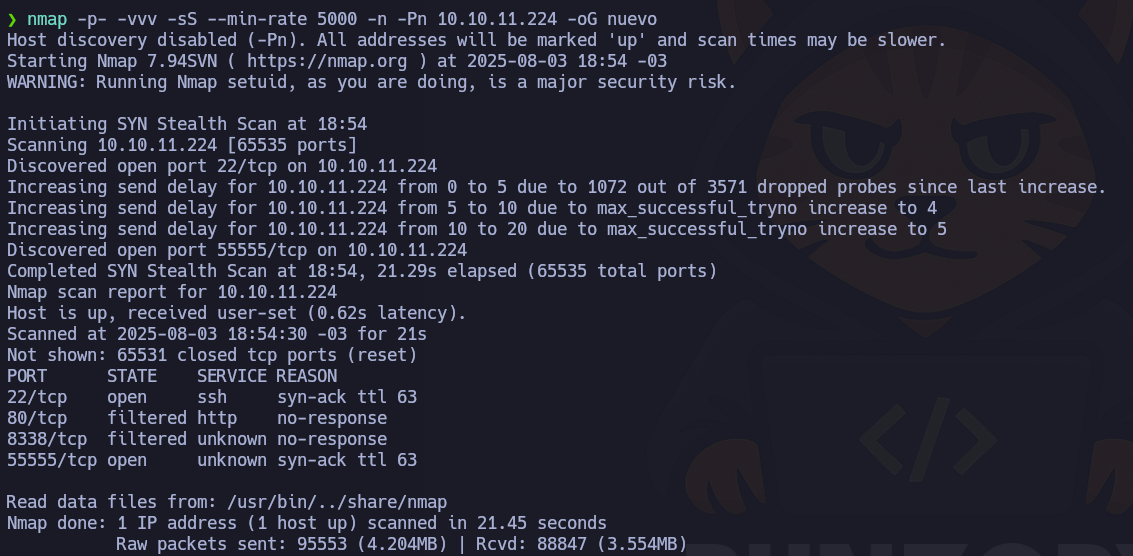 ❯ nmap -p- -vvv -sS --min-rate 5000 -n -Pn 10.10.11.224 -oG nuevo
Host discovery disabled (-Pn). All addresses will be marked 'up' and scan times may be slower.
Starting Nmap 7.94SVN ( https://nmap.org ) at 2025-08-03 18:54 -03
WARNING: Running Nmap setuid, as you are doing, is a major security risk.
Initiating SYN Stealth Scan at 18:54
Scanning 10.10.11.224 [65535 ports]
Discovered open port 22/tcp on 10.10.11.224
Increasing send delay for 10.10.11.224 from 0 to 5 due to 1072 out of 3571 dropped probes since last increase.
Increasing send delay for 10.10.11.224 from 5 to 10 due to max_successful_tryno increase to 4
Increasing send delay for 10.10.11.224 from 10 to 20 due to max_successful_tryno increase to 5
Discovered open port 55555/tcp on 10.10.11.224
Completed SYN Stealth Scan at 18:54, 21.29s elapsed (65535 total ports)
Nmap scan report for 10.10.11.224
Host is up, received user-set (0.62s latency).
Scanned at 2025-08-03 18:54:30 -03 for 21s
Not shown: 65531 closed tcp ports (reset)
PORT      STATE    SERVICE REASON
22/tcp    open     ssh     syn-ack ttl 63
80/tcp    filtered http    no-response
8338/tcp  filtered unknown no-response
55555/tcp open     unknown syn-ack ttl 63
Read data files from: /usr/bin/../share/nmap
Nmap done: 1 IP address (1 host up) scanned in 21.45 seconds
Raw packets sent: 95553 (4.204MB) | Rcvd: 88847 (3.554MB)